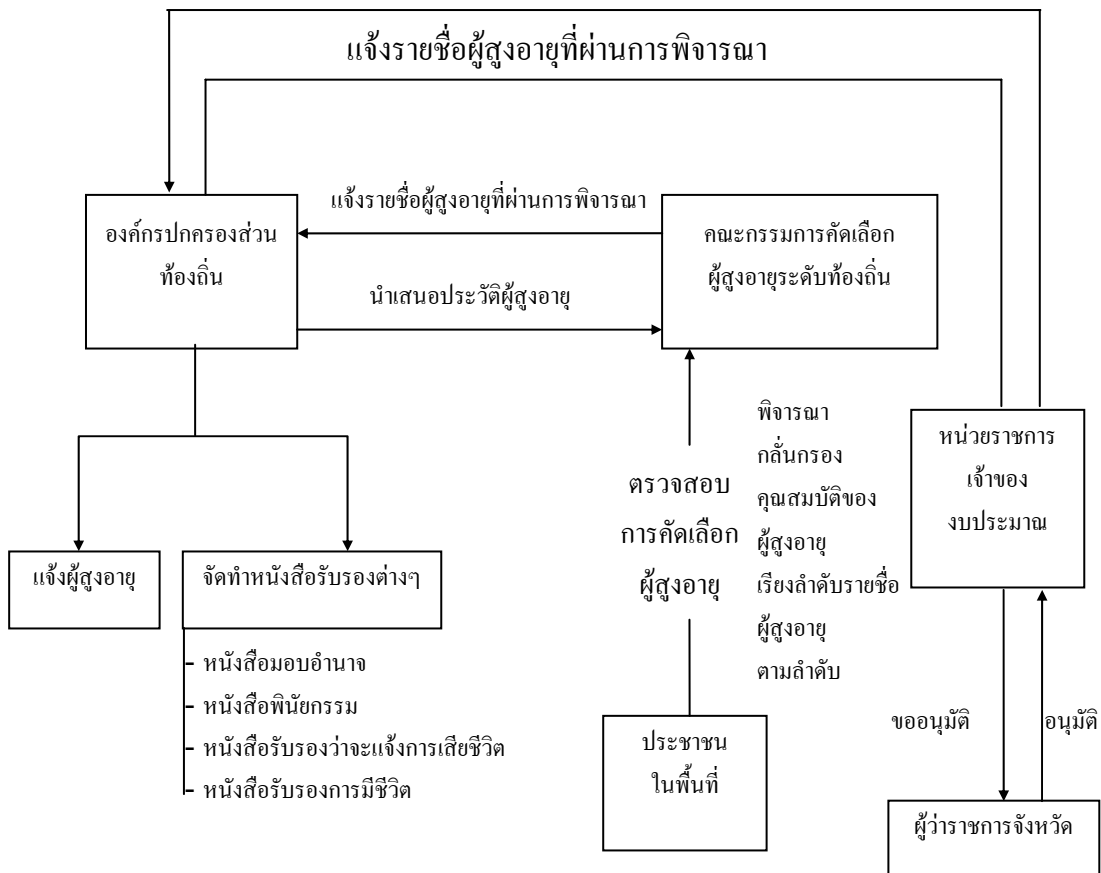 แจ้งรายชื่อผู้สูงอายุที่ผ่านการพิจารณา
แจ้งรายชื่อผู้สูงอายุที่ผ่านการพิจารณา
องค์กรปกครองส่วน
ท้องถิ่น
คณะกรรมการคัดเลือก
ผู้สูงอายุระดับท้องถิ่น
นำเสนอประวัติผู้สูงอายุ
พิจารณา
กลั่นกรอง
คุณสมบัติของ
ผู้สูงอายุ
เรียงลำดับรายชื่อ
ผู้สูงอายุ
ตามลำดับ
หน่วยราชการ
เจ้าของ
งบประมาณ
ตรวจสอบ
การคัดเลือก
ผู้สูงอายุ
แจ้งผู้สูงอายุ
จัดทำหนังสือรับรองต่างๆ
- หนังสือมอบอำนาจ
- หนังสือพินัยกรรม
- หนังสือรับรองว่าจะแจ้งการเสียชีวิต
- หนังสือรับรองการมีชีวิต
ประชาชน
ในพื้นที่
ขออนุมัติ
อนุมัติ
ผู้ว่าราชการจังหวัด